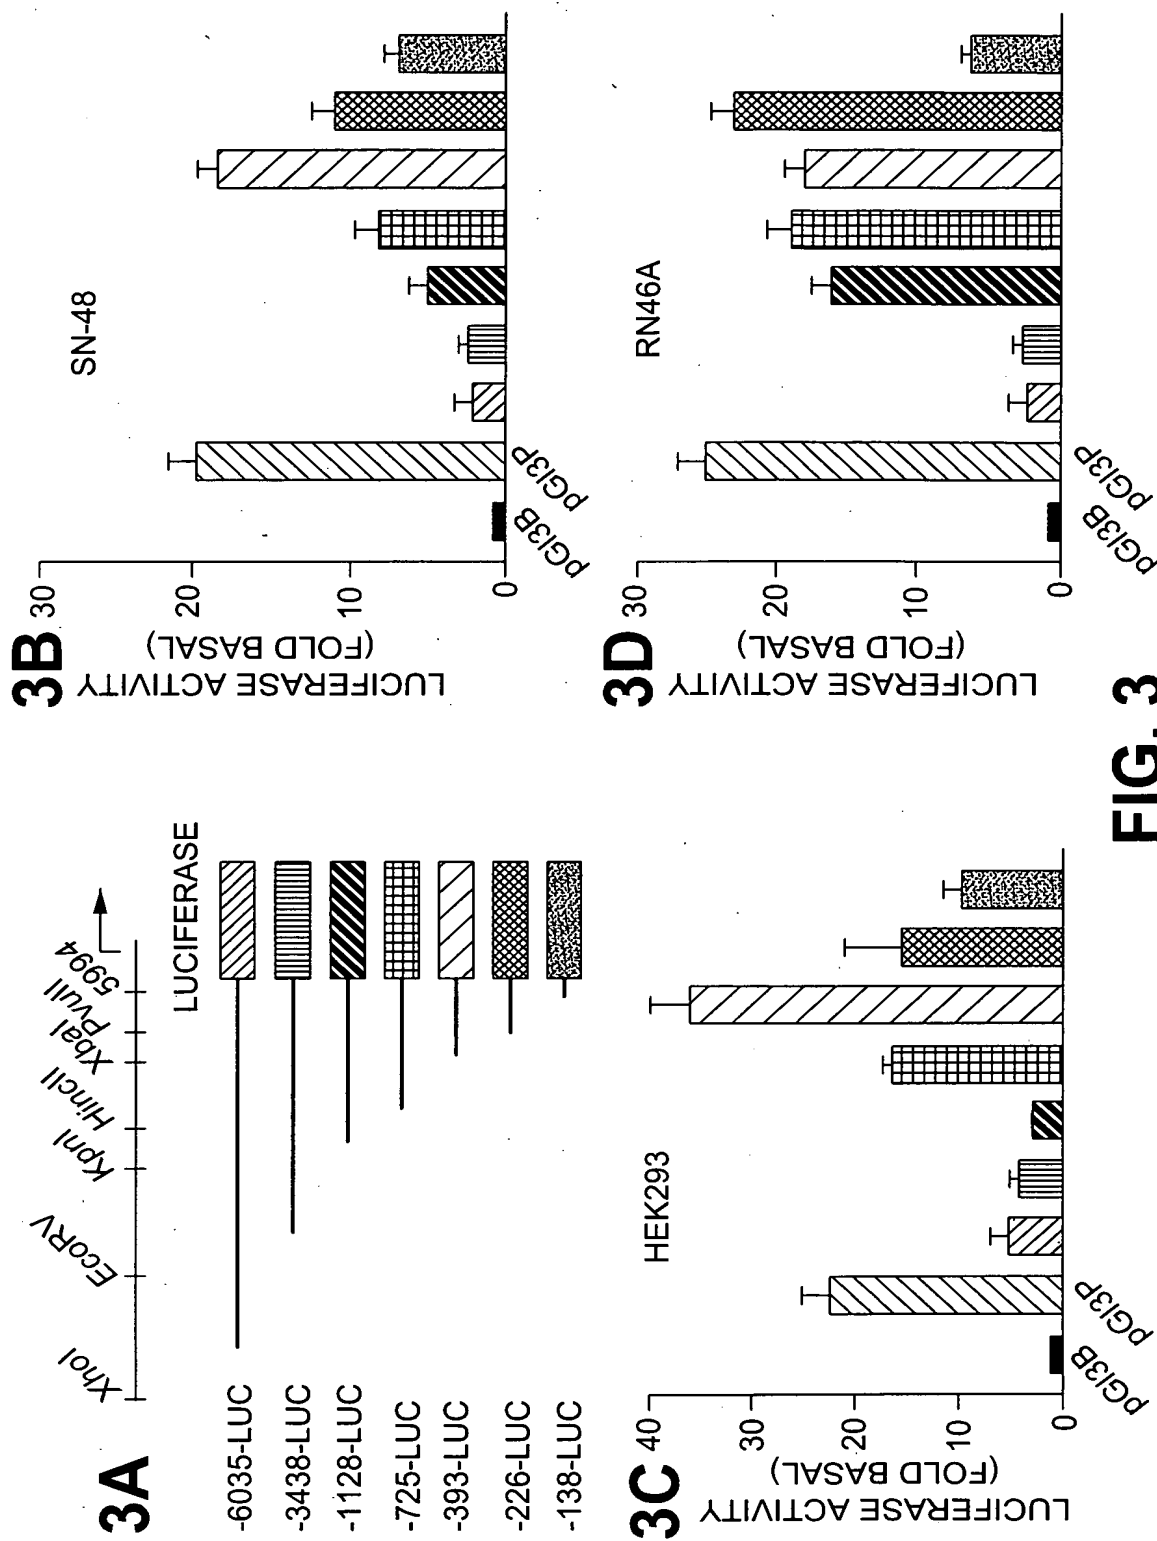 3A
XhoI
EcoRV
KpnI
HincII
XbaI
PvuII
5994
LUCIFERASE
-6035-LUC
-3438-LUC
-1128-LUC
-725-LUC
-393-LUC
-226-LUC
-138-LUC
3B
LUCIFERASE ACTIVITY
(FOLD BASAL)
30
20
10
0
SN-48
pGl3B
pGl3P
3C
LUCIFERASE ACTIVITY
(FOLD BASAL)
40
30
20
10
0
HEK293
pGl3B
pGl3P
3D
LUCIFERASE ACTIVITY
(FOLD BASAL)
30
20
10
0
RN46A
pGl3B
pGl3P
FIG. 3